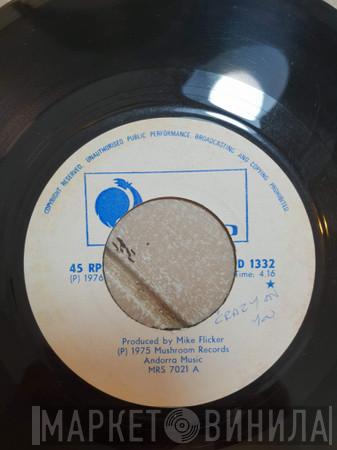 COPYRIGHT RESERVED. UNAUTHORISED PUBLIC PERFORMANCE, BROADCASTING AND COPYING PROHIBITED
45 RP
D 1332
(P) 1976
Time: 4.16
CRAZY ON
YOU
Produced by Mike Flicker
(P) 1975 Mushroom Records
Andorra Music
MRS 7021 A
МАРКЕТ ВИНИЛА